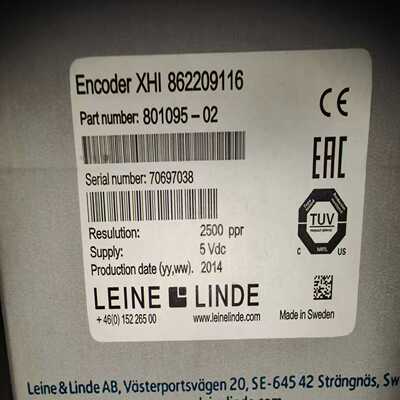 Encoder XHI 862209116
Part number: 801095-02
CE
Serial number: 70697038
EAC
Resulution: 2500 ppr
Supply: 5 Vdc
Production date (yy,ww). 2014
TUV
C US
LEINE LINDE
+ 46(0) 152 265 00 www.leinelinde.com
Made in Sweden
Leine & Linde AB, Västerportsvägen 20, SE-645 42 Strängnäs, Sw